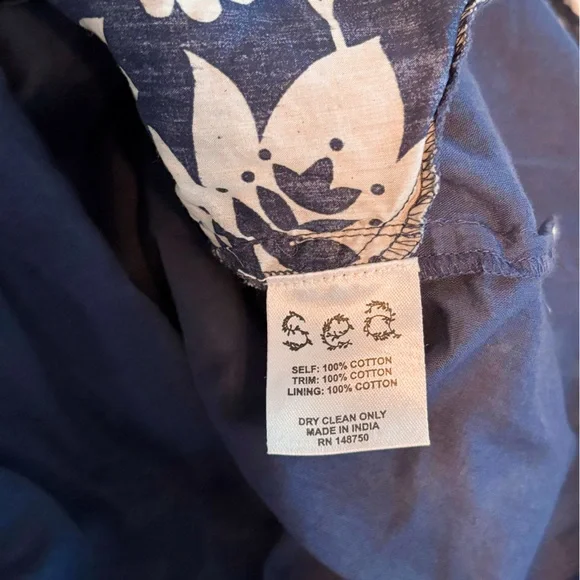 Sea
SELF: 100% COTTON
TRIM: 100% COTTON
LINING: 100% COTTON
DRY CLEAN ONLY
MADE IN INDIA
RN 148750